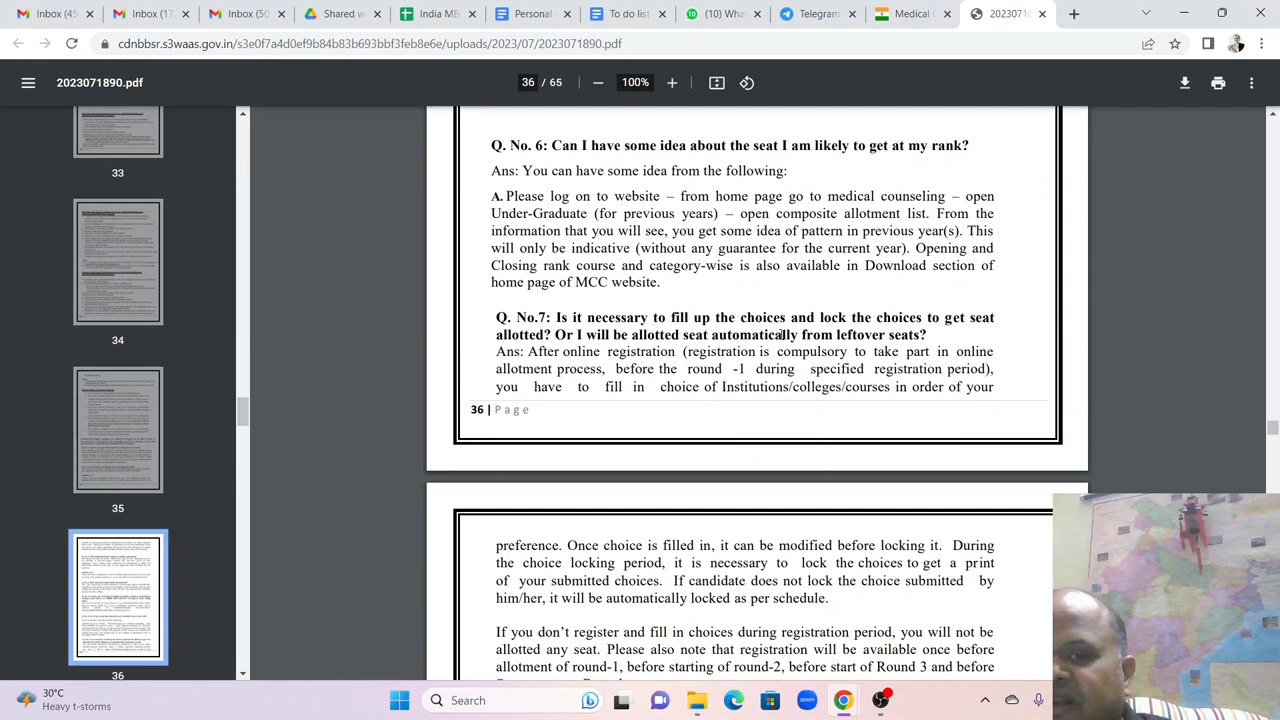 Inbox (45
Inbox (17
Inbox (50
Shared w
India MB
Personal
To do list
(10) Wha
Telegram
Medical C
2023071890
cdnbbsr.s3waas.gov.in/s3e0f7a4d0ef9b84b83b693bbf3feb8e6e/uploads/2023/07/2023071890.pdf
2023071890.pdf
36 / 65
100%
33
34
35
36
Q. No. 6: Can I have some idea about the seat I am likely to get at my rank?
Ans: You can have some idea from the following:
A. Please log on to website – from home page go to medical counseling – open
(of previous years) – open allotment list. From the
information that you will see, you get some idea of pattern in previous year(s). This
will only be indicative (without any guarantee for current year). Opening and
Closing rank course and category-wise is also available in Download section of
home page of MCC website.
Q. No.7: Is it necessary to fill up the choices and lock the choices to get seat
allotted? Or I will be allotted seat automatically from leftover seats?
Ans: After online registration (registration is compulsory to take part in online
allotment process, before the round -1 during specified registration period),
you have to fill in choice of Institutions/colleges/courses in order of your
36 | Page
Once choice is filled in it can be before locking it. During
the choice locking period, it is necessary to lock the choices to get a print
of your submitted choices. If candidate does not lock the choice submitted by
him/her, it will be automatically locked as per schedule.
register and fill in choices during period, you will not be
allotted any seat. Please also note that registration will be available once before
allotment of round-1, before starting of round-2, before start of Round 3 and before
30°C
Heavy t-storms
Search
zoom